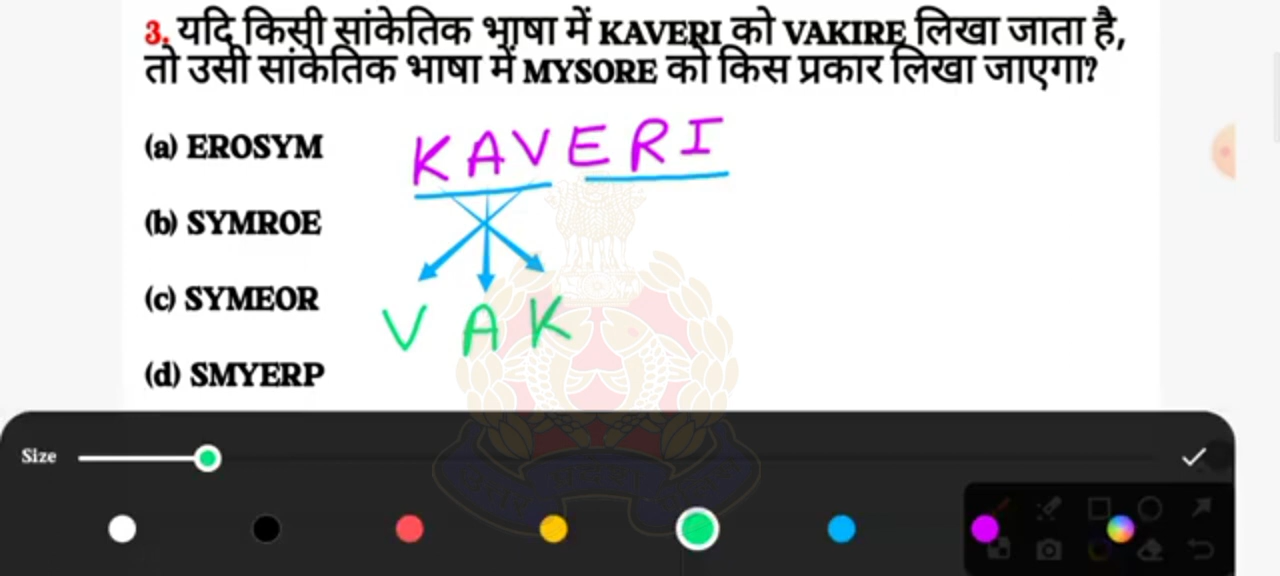 3. यदि किसी सांकेतिक भाषा में KAVERI को VAKIRE लिखा जाता है,
तो उसी सांकेतिक भाषा में MYSORE को किस प्रकार लिखा जाएगा?
(a) EROSYM
KAVERI
(b) SYMROE
(c) SYMEOR
VAK
(d) SMYERP
Size